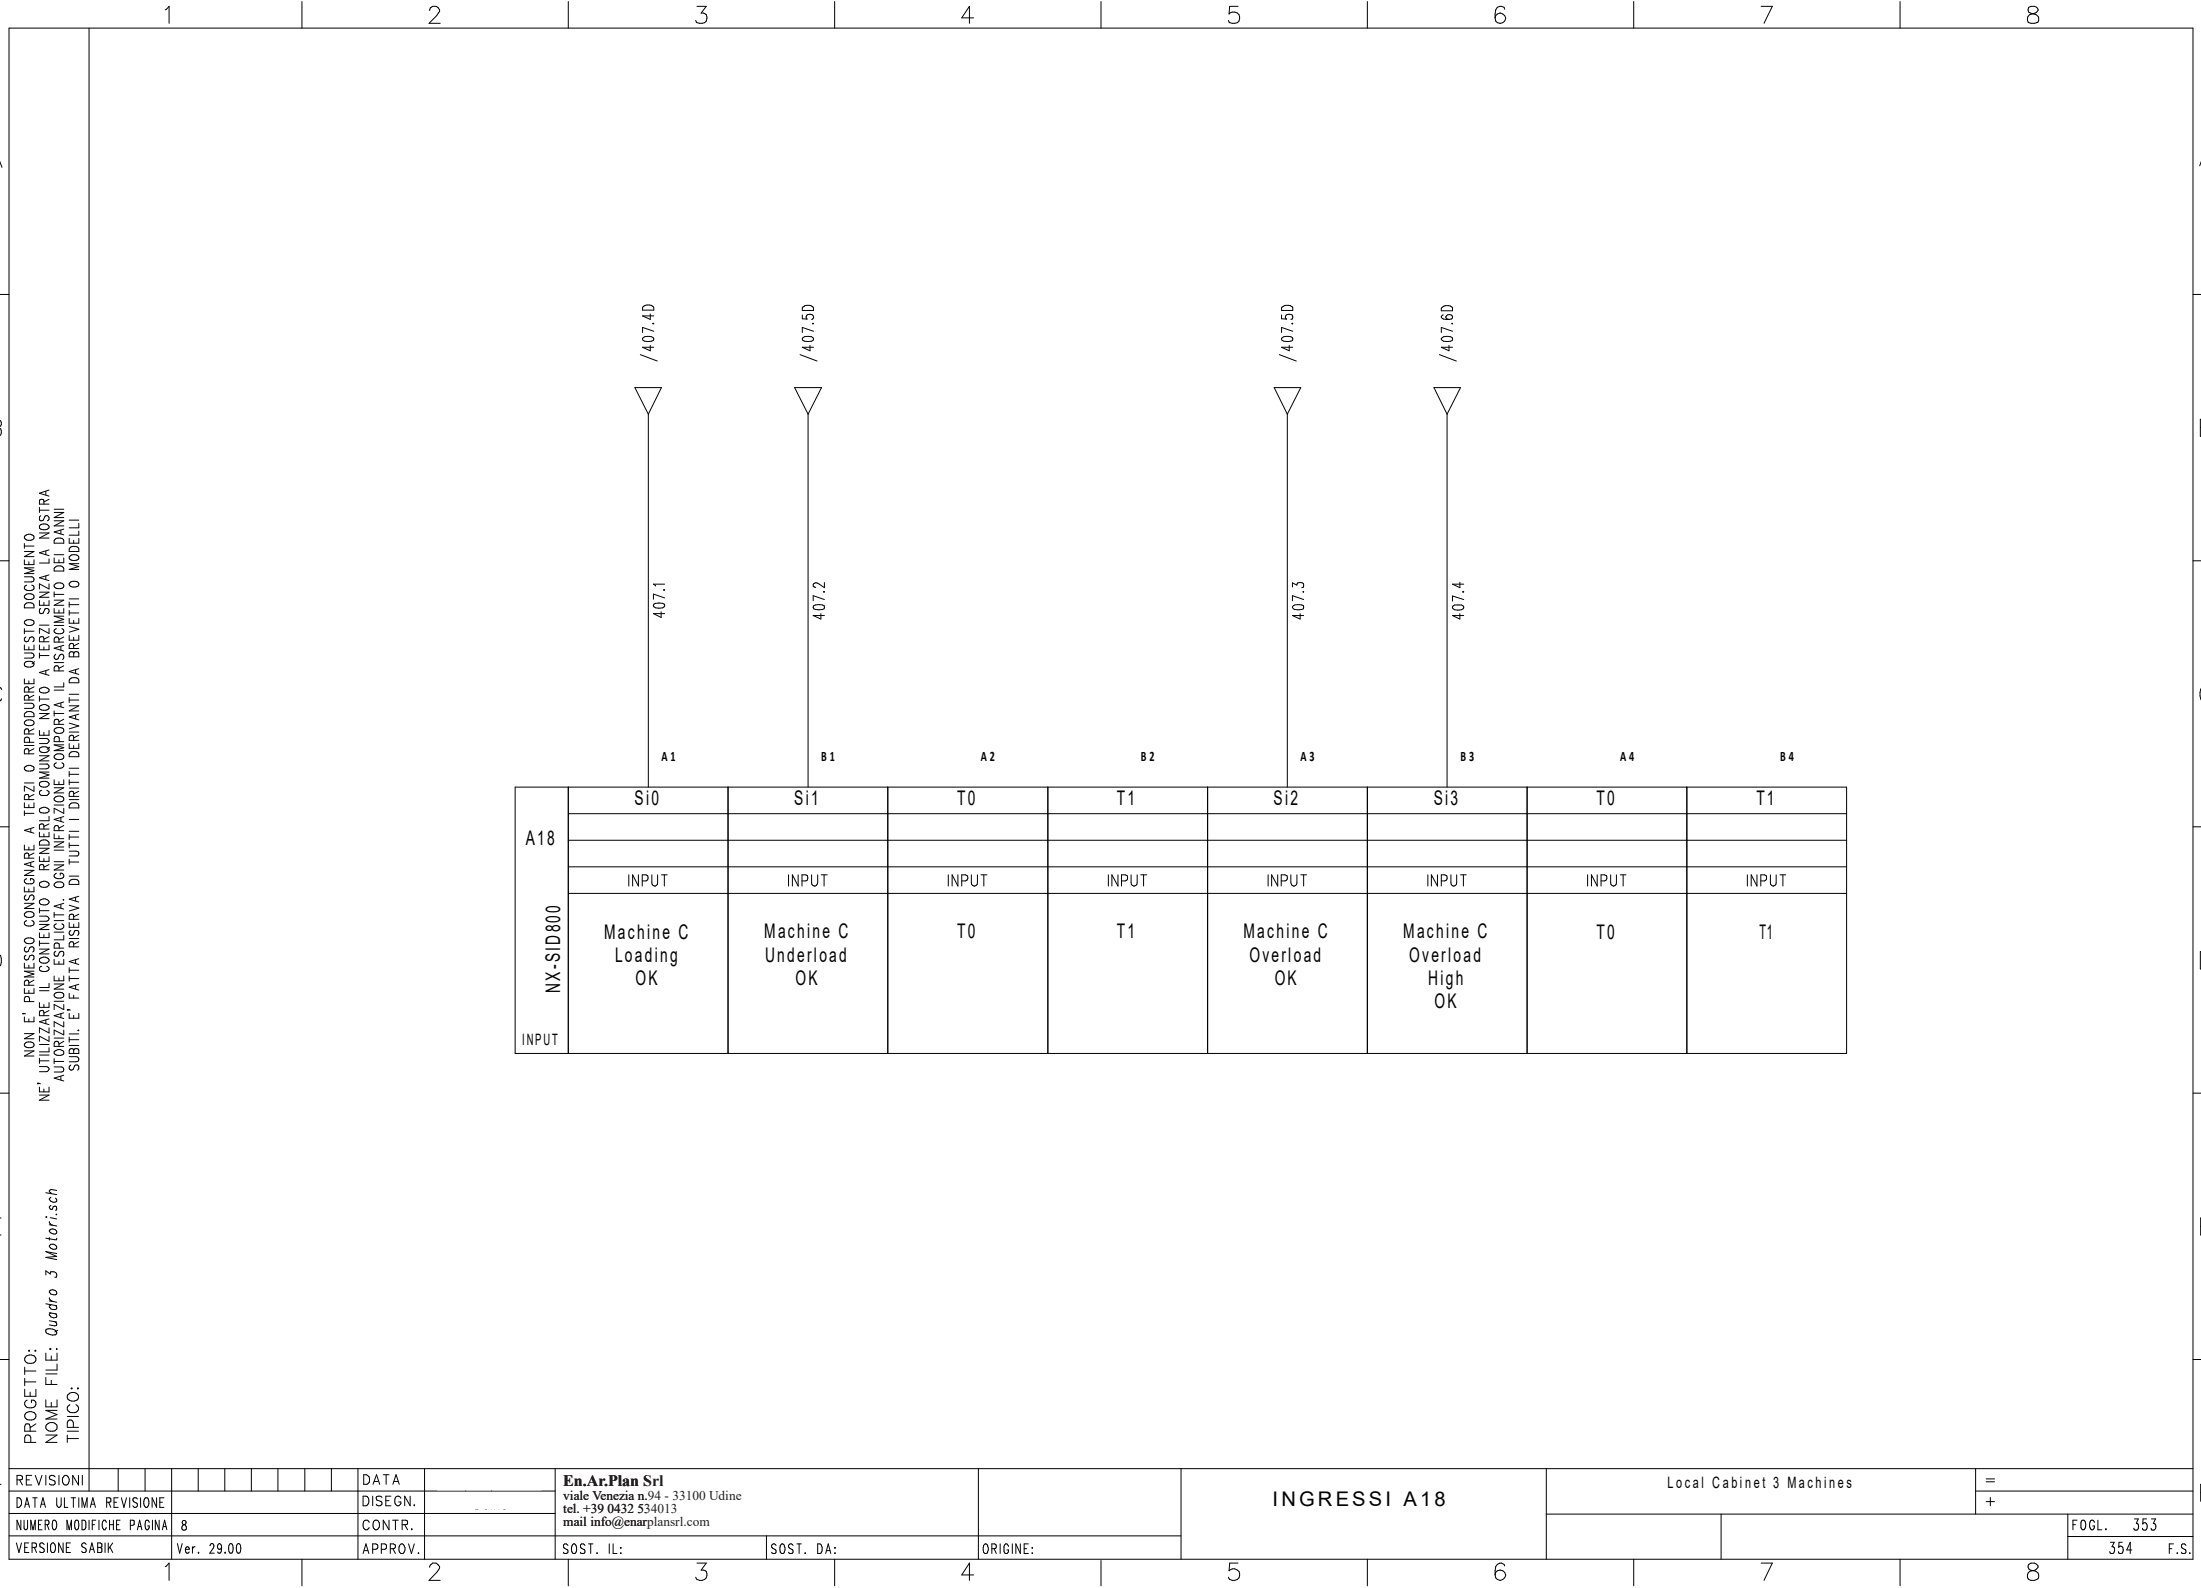 1 2 3 4 5 6 7 8
/407.4D /407.5D /407.5D /407.6D
407.1 407.2 407.3 407.4
A1 B1 A2 B2 A3 B3 A4 B4
Si0 Si1 T0 T1 Si2 Si3 T0 T1
A18
INPUT INPUT INPUT INPUT INPUT INPUT INPUT INPUT
NX-SID800
Machine C Machine C T0 T1 Machine C Machine C T0 T1
Loading Underload Overload Overload
OK OK OK High
OK
INPUT
NON E' PERMESSO CONSEGNARE A TERZI O RIPRODURRE QUESTO DOCUMENTO
NE' UTILIZZARE IL CONTENUTO O RENDERLO COMUNQUE NOTO A TERZI SENZA LA NOSTRA
AUTORIZZAZIONE ESPLICITA. OGNI INFRAZIONE COMPORTA IL RISARCIMENTO DEI DANNI
SUBITI. E' FATTA RISERVA DI TUTTI I DIRITTI DERIVANTI DA BREVETTI O MODELLI
PROGETTO:
NOME FILE: Quadro 3 Motori.sch
TIPICO:
REVISIONI
DATA ULTIMA REVISIONE
NUMERO MODIFICHE PAGINA 8
VERSIONE SABIK Ver. 29.00
DATA
DISEGN.
CONTR.
APPROV.
En.Ar.Plan Srl
viale Venezia n.94 - 33100 Udine
tel. +39 0432 534013
mail info@enarplansrl.com
SOST. IL: SOST. DA: ORIGINE:
INGRESSI A18
Local Cabinet 3 Machines
=
+
FOGL. 353
354 F.S.
1 2 3 4 5 6 7 8